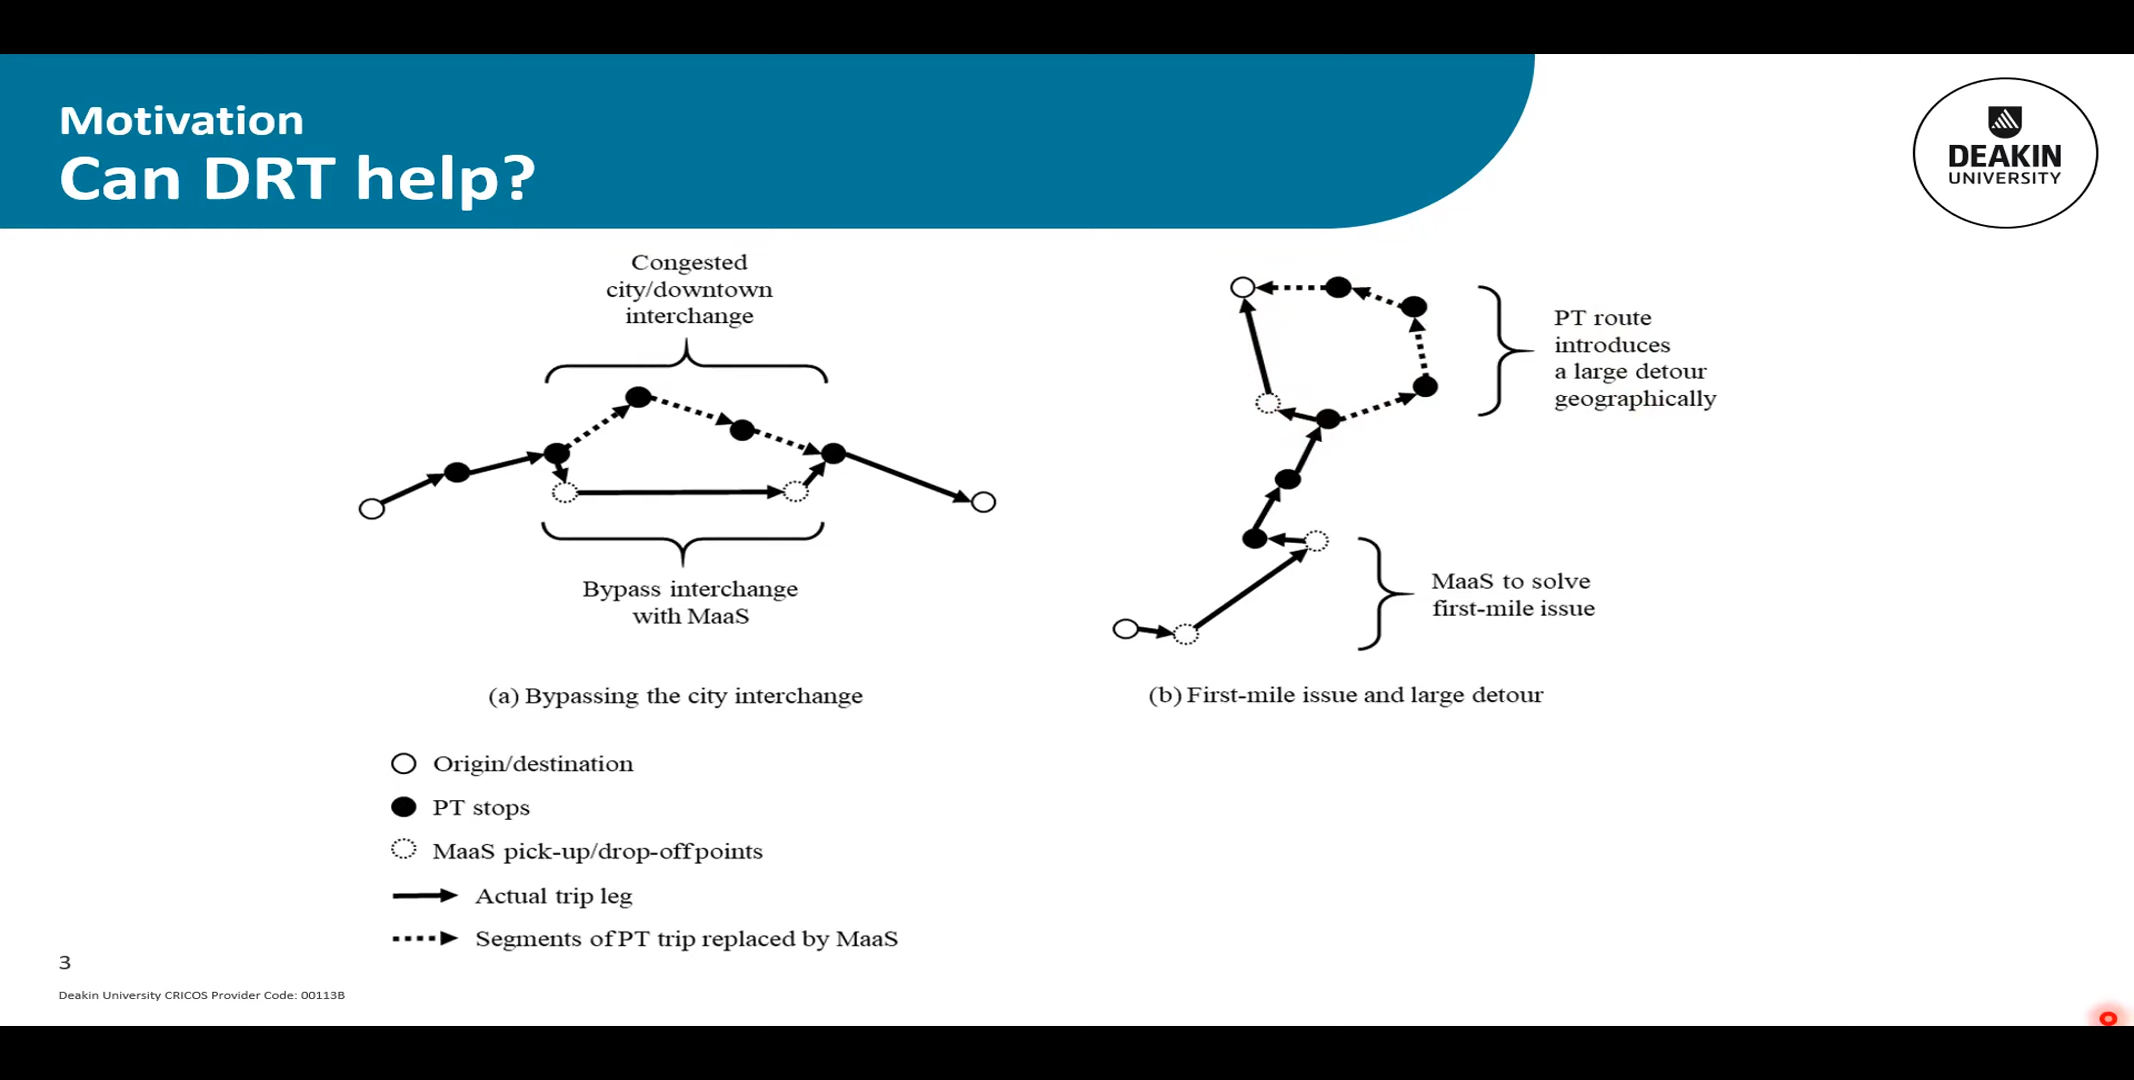 Motivation
Can DRT help?
DEAKIN
UNIVERSITY
Congested
city/downtown
interchange
Bypass interchange
with MaaS
(a) Bypassing the city interchange
PT route
introduces
a large detour
geographically
MaaS to solve
first-mile issue
(b) First-mile issue and large detour
Origin/destination
PT stops
MaaS pick-up/drop-off points
Actual trip leg
Segments of PT trip replaced by MaaS
3
Deakin University CRICOS Provider Code: 00113B